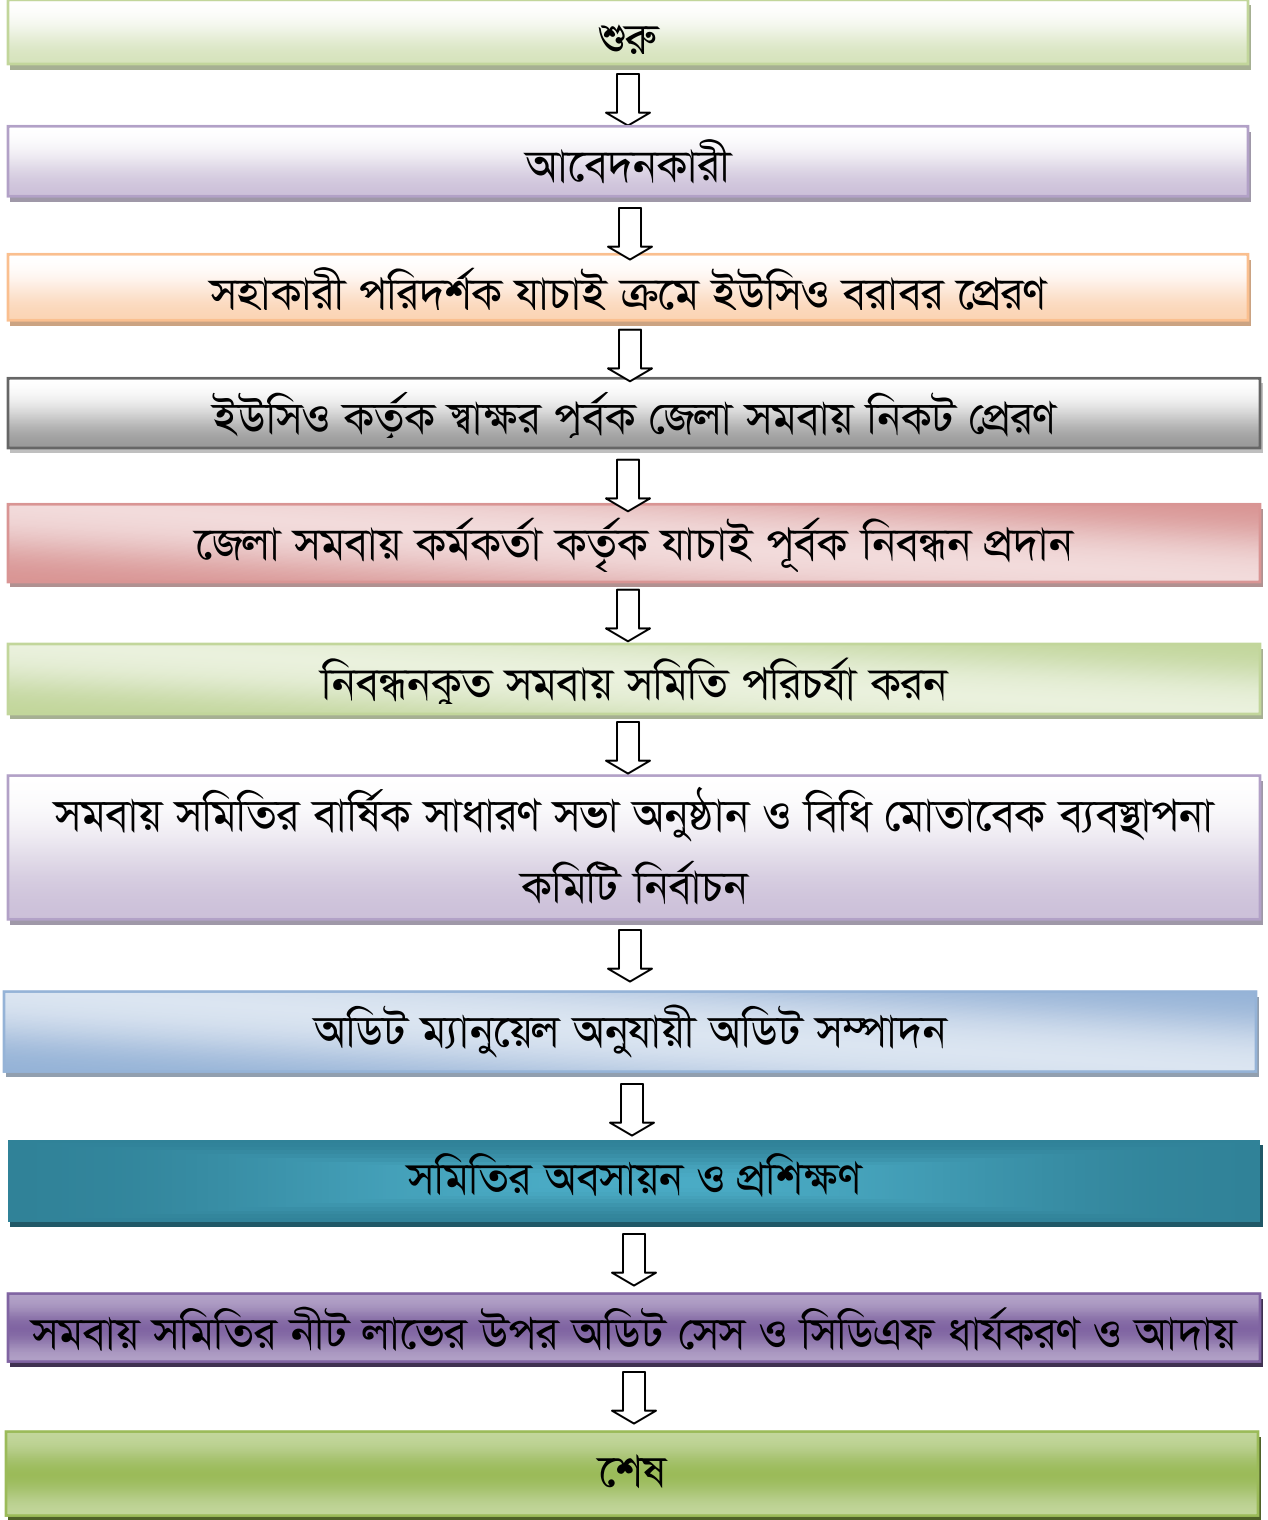 শুরু
আবেদনকারী
সহাকারী পরিদর্শক যাচাই ক্রমে ইউসিও বরাবর প্রেরণ
ইউসিও কর্তৃক স্বাক্ষর পূর্বক জেলা সমবায় নিকট প্রেরণ
জেলা সমবায় কর্মকর্তা কর্তৃক যাচাই পূর্বক নিবন্ধন প্রদান
নিবন্ধনকৃত সমবায় সমিতি পরিচর্যা করন
সমবায় সমিতির বার্ষিক সাধারণ সভা অনুষ্ঠান ও বিধি মোতাবেক ব্যবস্থাপনা
কমিটি নির্বাচন
অডিট ম্যানুয়েল অনুযায়ী অডিট সম্পাদন
সমিতির অবসায়ন ও প্রশিক্ষণ
সমবায় সমিতির নীট লাভের উপর অডিট সেস ও সিডিএফ ধার্যকরণ ও আদায়
শেষ